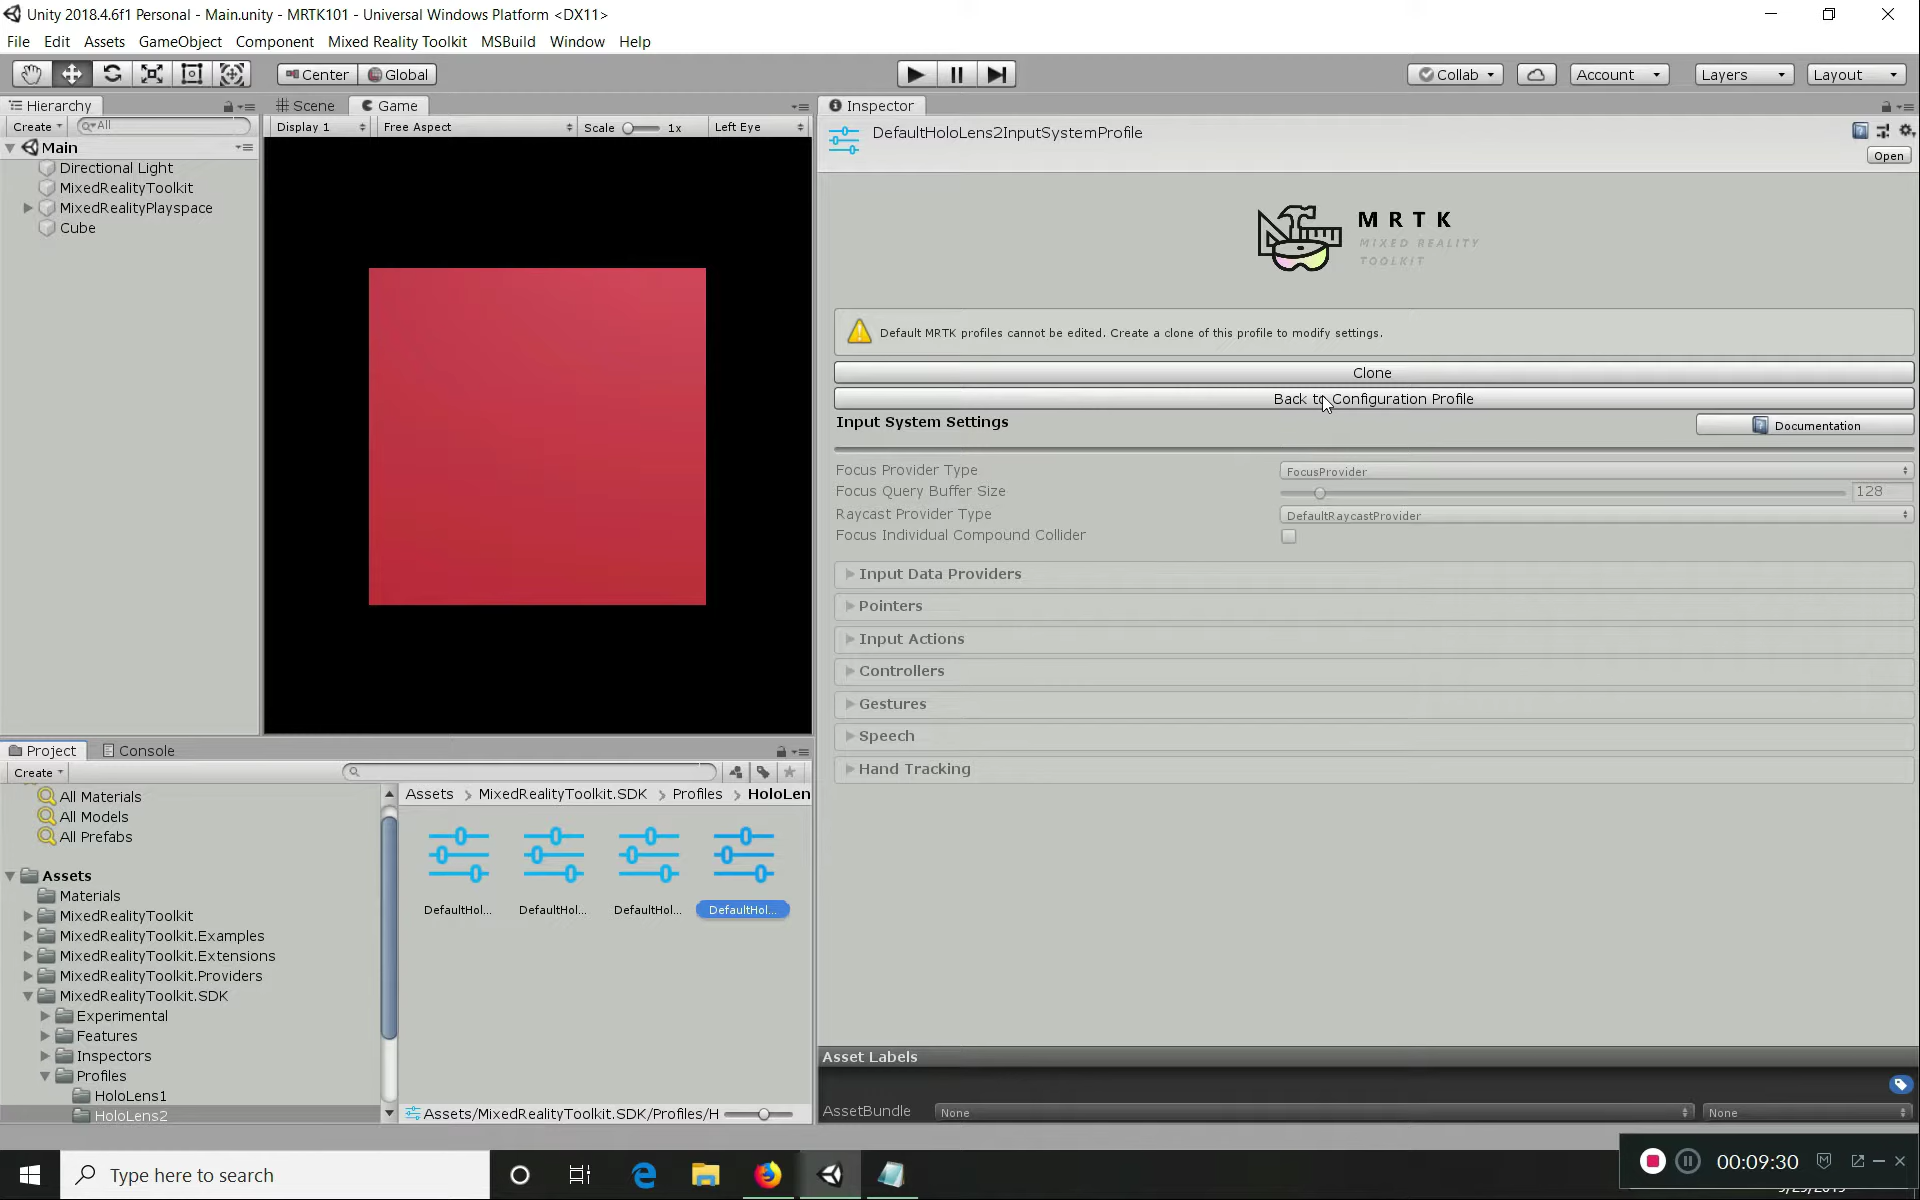 Unity 2018.4.6f1 Personal - Main.unity - MRTK101 - Universal Windows Platform <DX11>
File Edit Assets GameObject Component Mixed Reality Toolkit MSBuild Window Help
Center Global Collab Account Layers Layout
Hierarchy
Create All
Main
Directional Light
MixedRealityToolkit
MixedRealityPlayspace
Cube
Scene Game
Display 1 Free Aspect Scale 1x Left Eye
Inspector
DefaultHoloLens2InputSystemProfile
Open
MRTK
MIXED REALITY
TOOLKIT
Default MRTK profiles cannot be edited. Create a clone of this profile to modify settings.
Clone
Back to Configuration Profile
Input System Settings
Documentation
Focus Provider Type FocusProvider
Focus Query Buffer Size 128
Raycast Provider Type DefaultRaycastProvider
Focus Individual Compound Collider
Input Data Providers
Pointers
Input Actions
Controllers
Gestures
Speech
Hand Tracking
Project Console
Create
All Materials
All Models
All Prefabs
Assets
Materials
MixedRealityToolkit
MixedRealityToolkit.Examples
MixedRealityToolkit.Extensions
MixedRealityToolkit.Providers
MixedRealityToolkit.SDK
Experimental
Features
Inspectors
Profiles
HoloLens1
HoloLens2
Assets MixedRealityToolkit.SDK Profiles HoloLen
DefaultHol... DefaultHol... DefaultHol... DefaultHol...
Assets/MixedRealityToolkit.SDK/Profiles/H
Asset Labels
AssetBundle None None
Type here to search
00:09:30